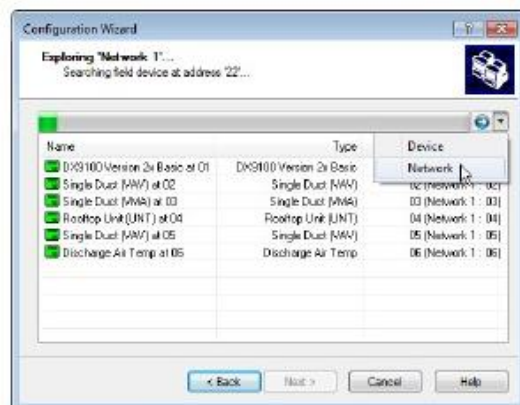 Configuration Wizard
Exploring "Network 1"...
Searching field device at address '22'...
Name Type Device
Network
DX9100 Version 2x Basic at 01 DX9100 Version 2x Basic
Single Duct (VAV) at 02 Single Duct (VAV) 02 (Network 1 : 02)
Single Duct (VMA) at 03 Single Duct (VMA) 03 (Network 1 : 03)
Rooftop Unit (UNT) at 04 Rooftop Unit (UNT) 04 (Network 1 : 04)
Single Duct (VAV) at 05 Single Duct (VAV) 05 (Network 1 : 05)
Discharge Air Temp at 06 Discharge Air Temp 06 (Network 1 : 06)
< Back Next > Cancel Help